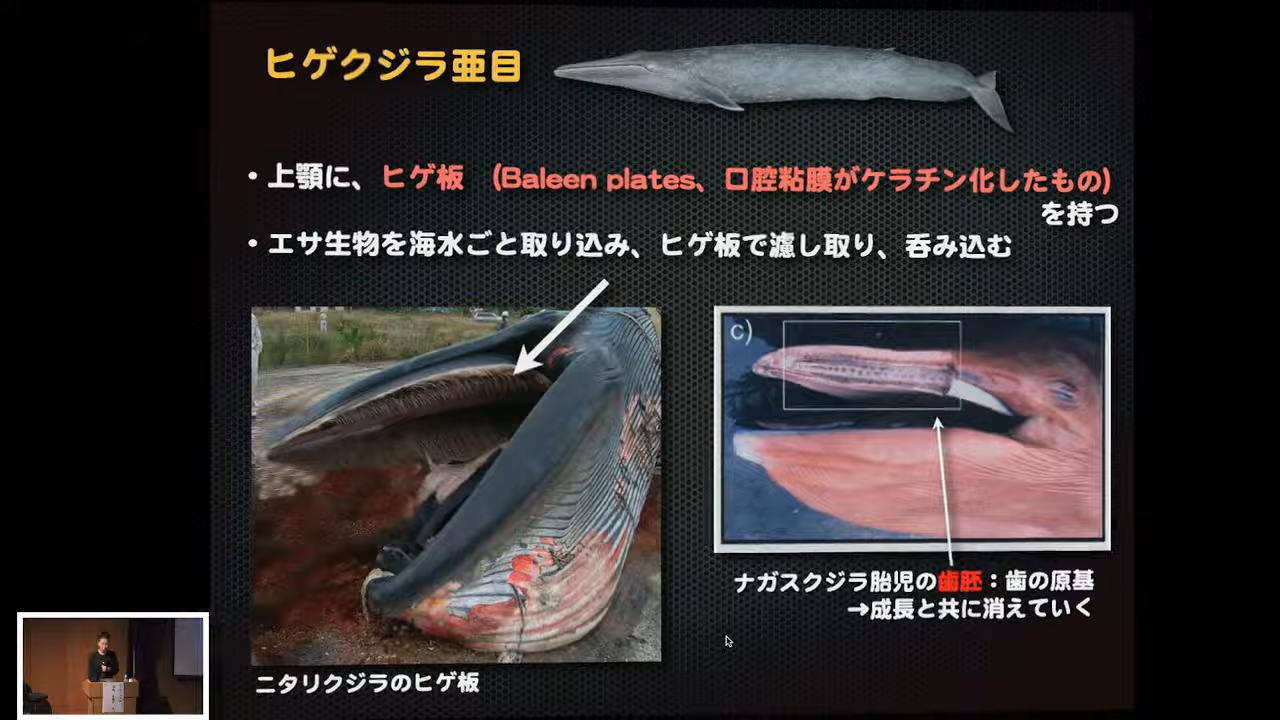 ヒゲクジラ亜目
・上顎に、ヒゲ板 (Baleen plates、口腔粘膜がケラチン化したもの)
を持つ
・エサ生物を海水ごと取り込み、ヒゲ板で濾し取り、呑み込む
c)
ナガスクジラ胎児の歯胚：歯の原基
→成長と共に消えていく
ニタリクジラのヒゲ板